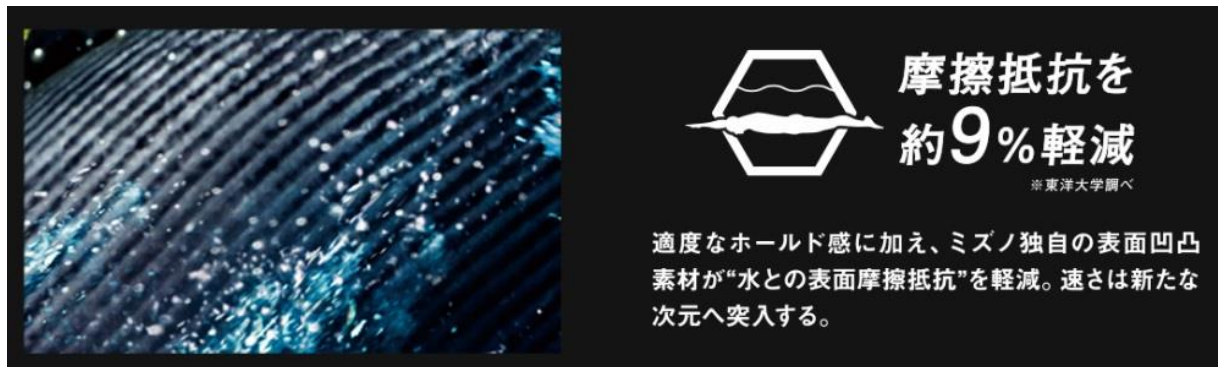 摩擦抵抗を
約9%軽減
※東洋大学調べ
適度なホールド感に加え、ミズノ独自の表面凹凸
素材が“水との表面摩擦抵抗”を軽減。速さは新たな
次元へ突入する。